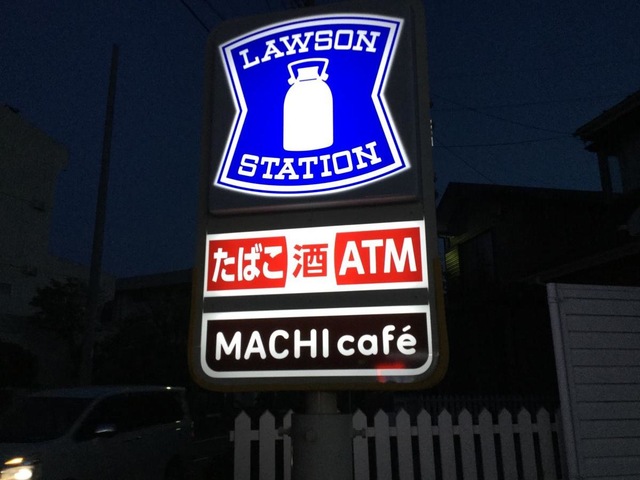 LAWSON
STATION
たばこ 酒 ATM
MACHI café